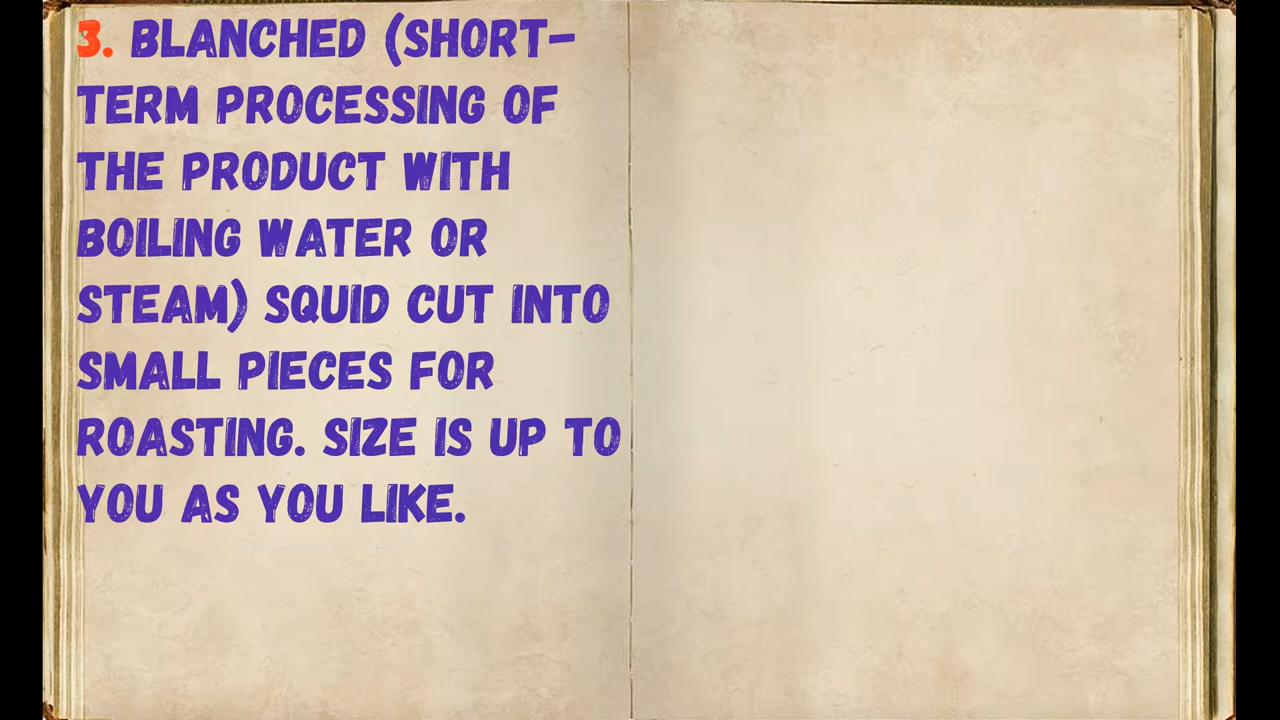 3. BLANCHED (SHORT-
TERM PROCESSING OF
THE PRODUCT WITH
BOILING WATER OR
STEAM) SQUID CUT INTO
SMALL PIECES FOR
ROASTING. SIZE IS UP TO
YOU AS YOU LIKE.